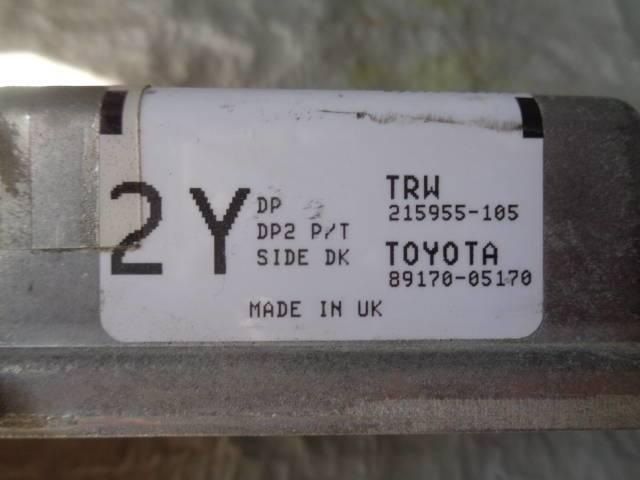 2Y
DP
DP2 P/T
SIDE DK
TRW
215955-105
TOYOTA
89170-05170
MADE IN UK